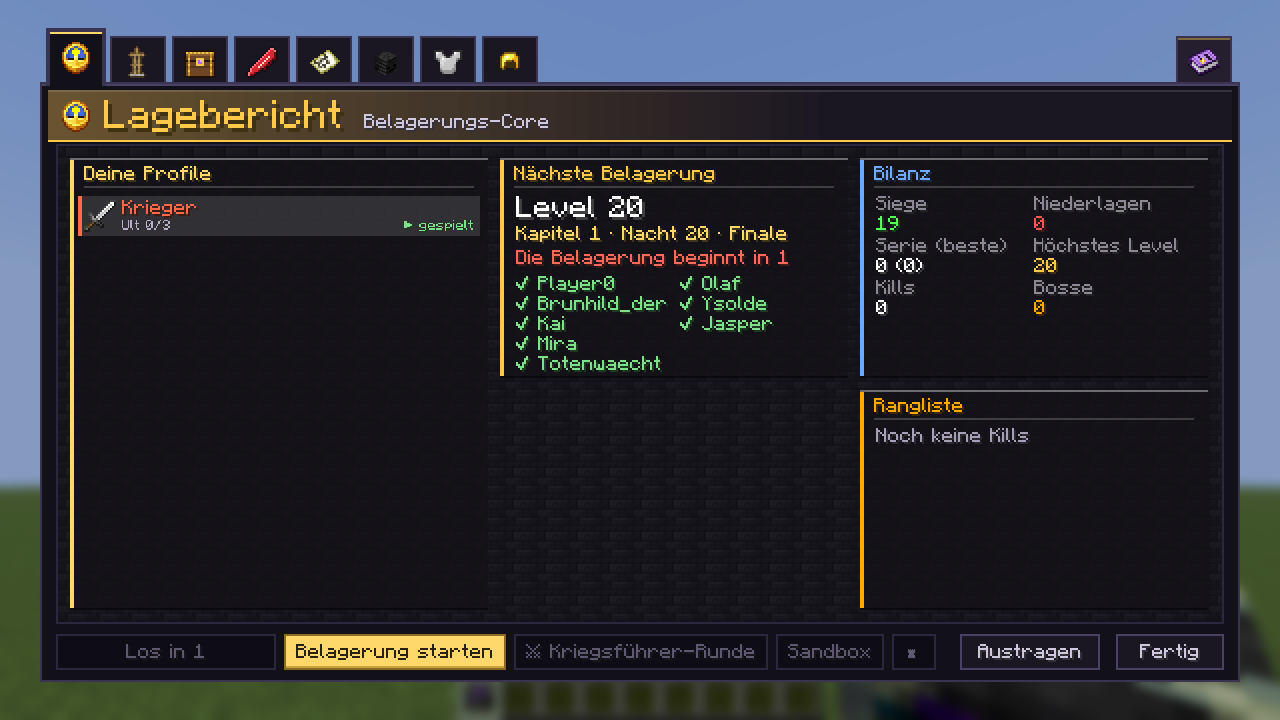 Lagebericht Belagerungs-Core
Deine Profile
Krieger
Ult 0/3
▶ gespielt
Nächste Belagerung
Level 20
Kapitel 1 · Nacht 20 · Finale
Die Belagerung beginnt in 1
✓ Player0 ✓ Olaf
✓ Brunhild_der ✓ Ysolde
✓ Kai ✓ Jasper
✓ Mira
✓ Totenwaecht
Bilanz
Siege Niederlagen
19 0
Serie (beste) Höchstes Level
0 (0) 20
Kills Bosse
0 0
Rangliste
Noch keine Kills
Los in 1
Belagerung starten
⚔ Kriegsführer-Runde
Sandbox
Austragen
Fertig